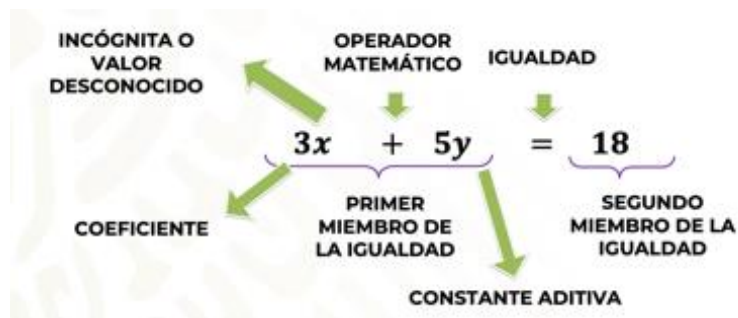 INCÓGNITA O
VALOR
DESCONOCIDO
OPERADOR
MATEMÁTICO
IGUALDAD
3x + 5y = 18
COEFICIENTE
PRIMER
MIEMBRO DE
LA IGUALDAD
SEGUNDO
MIEMBRO DE LA
IGUALDAD
CONSTANTE ADITIVA